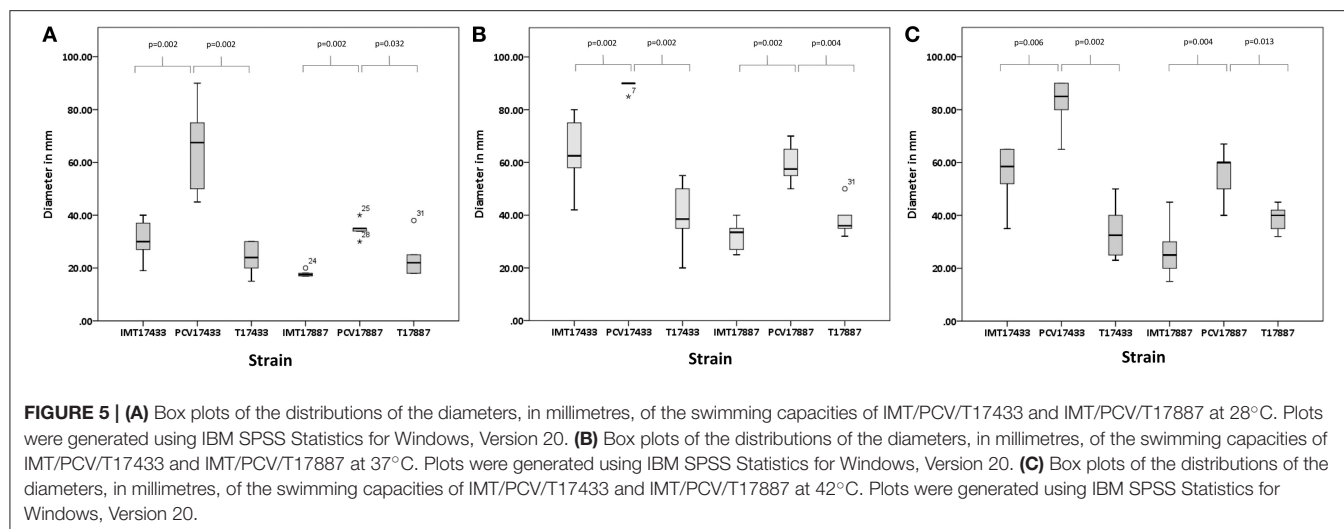 A
p=0.002 p=0.002 p=0.002 p=0.032
100.00
80.00
60.00
40.00
20.00
.00
Diameter in mm
24
25
28
31
IMT17433 PCV17433 T17433 IMT17887 PCV17887 T17887
Strain
B
p=0.002 p=0.002 p=0.002 p=0.004
100.00
80.00
60.00
40.00
20.00
.00
Diameter in mm
7
31
IMT17433 PCV17433 T17433 IMT17887 PCV17887 T17887
Strain
C
p=0.006 p=0.002 p=0.004 p=0.013
100.00
80.00
60.00
40.00
20.00
.00
Diameter in mm
IMT17433 PCV17433 T17433 IMT17887 PCV17887 T17887
Strain
FIGURE 5 | (A) Box plots of the distributions of the diameters, in millimetres, of the swimming capacities of IMT/PCV/T17433 and IMT/PCV/T17887 at 28°C. Plots
were generated using IBM SPSS Statistics for Windows, Version 20. (B) Box plots of the distributions of the diameters, in millimetres, of the swimming capacities of
IMT/PCV/T17433 and IMT/PCV/T17887 at 37°C. Plots were generated using IBM SPSS Statistics for Windows, Version 20. (C) Box plots of the distributions of the
diameters, in millimetres, of the swimming capacities of IMT/PCV/T17433 and IMT/PCV/T17887 at 42°C. Plots were generated using IBM SPSS Statistics for
Windows, Version 20.